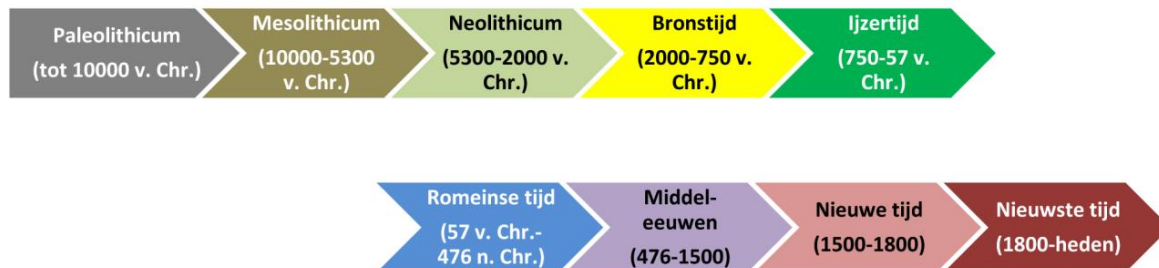 Paleolithicum
(tot 10000 v. Chr.)
Mesolithicum
(10000-5300
v. Chr.)
Neolithicum
(5300-2000 v.
Chr.)
Bronstijd
(2000-750 v.
Chr.)
Ijzertijd
(750-57 v.
Chr.)
Romeinse tijd
(57 v. Chr.-
476 n. Chr.)
Middel-
eeuwen
(476-1500)
Nieuwe tijd
(1500-1800)
Nieuwste tijd
(1800-heden)